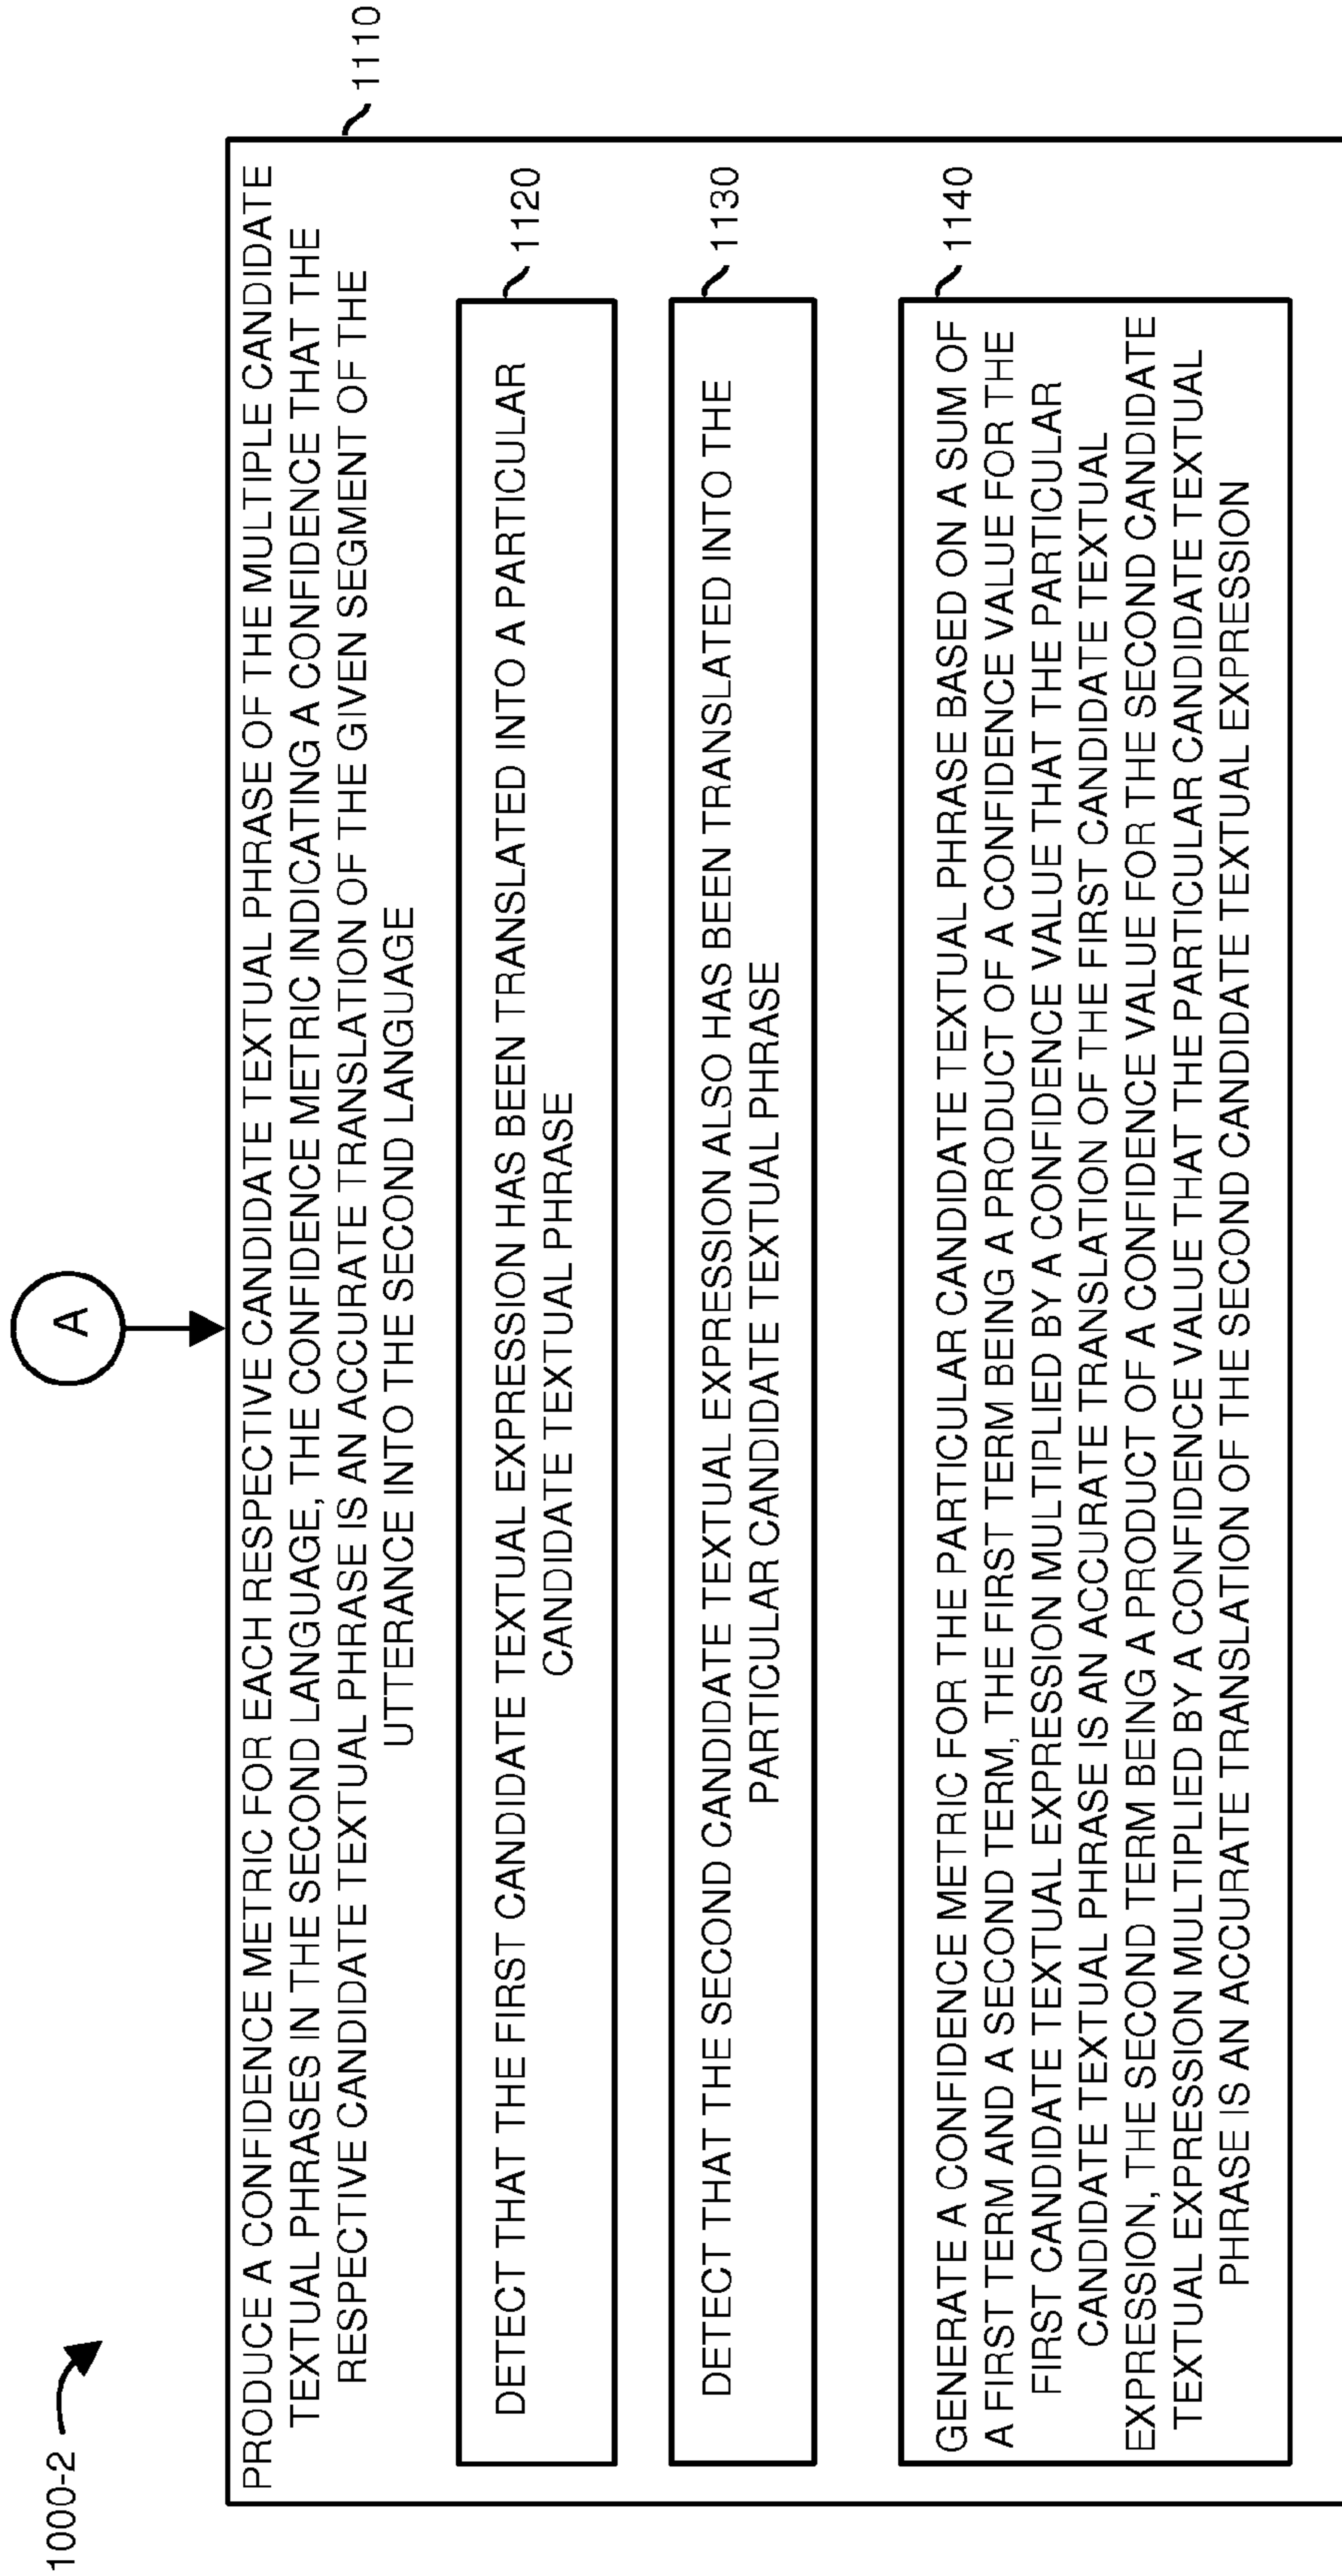 1000-2
A
PRODUCE A CONFIDENCE METRIC FOR EACH RESPECTIVE CANDIDATE TEXTUAL PHRASE OF THE MULTIPLE CANDIDATE
TEXTUAL PHRASES IN THE SECOND LANGUAGE, THE CONFIDENCE METRIC INDICATING A CONFIDENCE THAT THE
RESPECTIVE CANDIDATE TEXTUAL PHRASE IS AN ACCURATE TRANSLATION OF THE GIVEN SEGMENT OF THE
UTTERANCE INTO THE SECOND LANGUAGE
1110
DETECT THAT THE FIRST CANDIDATE TEXTUAL EXPRESSION HAS BEEN TRANSLATED INTO A PARTICULAR
CANDIDATE TEXTUAL PHRASE
1120
DETECT THAT THE SECOND CANDIDATE TEXTUAL EXPRESSION ALSO HAS BEEN TRANSLATED INTO THE
PARTICULAR CANDIDATE TEXTUAL PHRASE
1130
GENERATE A CONFIDENCE METRIC FOR THE PARTICULAR CANDIDATE TEXTUAL PHRASE BASED ON A SUM OF
A FIRST TERM AND A SECOND TERM, THE FIRST TERM BEING A PRODUCT OF A CONFIDENCE VALUE FOR THE
FIRST CANDIDATE TEXTUAL EXPRESSION MULTIPLIED BY A CONFIDENCE VALUE THAT THE PARTICULAR
CANDIDATE TEXTUAL PHRASE IS AN ACCURATE TRANSLATION OF THE FIRST CANDIDATE TEXTUAL
EXPRESSION, THE SECOND TERM BEING A PRODUCT OF A CONFIDENCE VALUE FOR THE SECOND CANDIDATE
TEXTUAL EXPRESSION MULTIPLIED BY A CONFIDENCE VALUE THAT THE PARTICULAR CANDIDATE TEXTUAL
PHRASE IS AN ACCURATE TRANSLATION OF THE SECOND CANDIDATE TEXTUAL EXPRESSION
1140